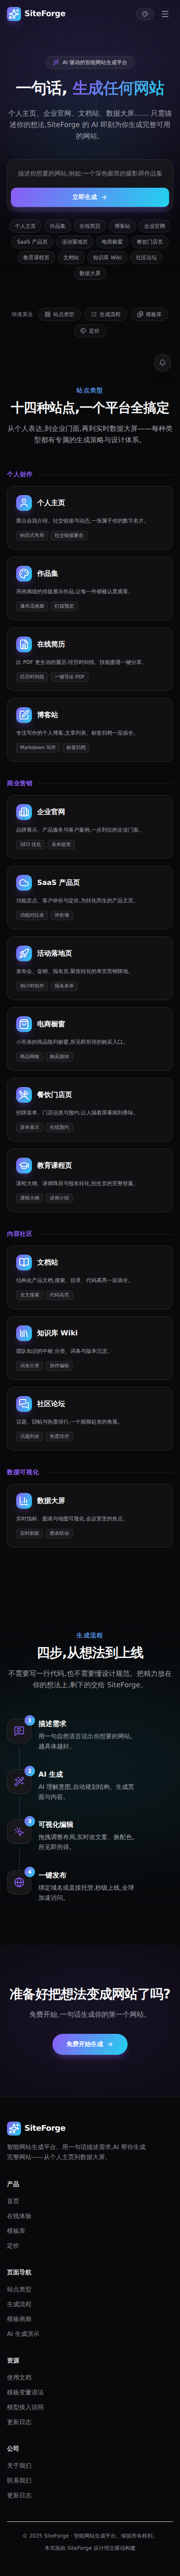 SiteForge
AI 驱动的智能网站生成平台
一句话, 生成任何网站
个人主页、企业官网、文档站、数据大屏…… 只需描
述你的想法,SiteForge 的 AI 即刻为你生成完整可用
的网站。
描述你想要的网站,例如:一个深色极简的摄影师作品集
立即生成
个人主页 作品集 在线简历 博客站 企业官网
SaaS 产品页 活动落地页 电商橱窗 餐饮门店页
教育课程页 文档站 知识库 Wiki 社区论坛
数据大屏
快速直达 站点类型 生成流程 模板库
定价
站点类型
十四种站点,一个平台全搞定
从个人表达,到企业门面,再到实时数据大屏——每种类
型都有专属的生成策略与设计体系。
个人创作
个人主页
聚合自我介绍、社交链接与动态,一张属于你的数字名片。
响应式布局 社交链接聚合
作品集
用画廊级的排版展示作品,让每一件都被认真观看。
瀑布流画廊 灯箱预览
在线简历
比 PDF 更生动的履历:经历时间线、技能图谱一键分享。
经历时间线 一键导出 PDF
博客站
专注写作的个人博客,文章列表、标签归档一应俱全。
Markdown 写作 标签归档
商业营销
企业官网
品牌展示、产品服务与客户案例,一步到位的企业门面。
SEO 优化 表单留资
SaaS 产品页
功能卖点、客户评价与定价,为转化而生的产品主页。
功能对比表 评价墙
活动落地页
发布会、促销、报名页,聚焦转化的单页营销阵地。
倒计时组件 报名表单
电商橱窗
小而美的商品陈列橱窗,所见即所得的购买入口。
商品网格 购买跳转
餐饮门店页
招牌菜单、门店信息与预约,让人隔着屏幕闻到香味。
菜单展示 在线预约
教育课程页
课程大纲、讲师阵容与报名转化,招生页的完整答案。
课程大纲 讲师介绍
内容社区
文档站
结构化产品文档,搜索、目录、代码高亮一应俱全。
全文搜索 代码高亮
知识库 Wiki
团队知识的中枢:分类、词条与版本沉淀。
词条分类 协作编辑
社区论坛
话题、回帖与热度排行,一个能聊起来的角落。
话题列表 热度排序
数据可视化
数据大屏
实时指标、图表与地图可视化,会议室里的焦点。
实时刷新 图表联动
生成流程
四步,从想法到上线
不需要写一行代码,也不需要懂设计规范。把精力放在
你的想法上,剩下的交给 SiteForge。
1
描述需求
用一句自然语言说出你想要的网站,
越具体越好。
2
AI 生成
AI 理解意图,自动规划结构、生成页
面与内容。
3
可视化编辑
拖拽调整布局,实时改文案、换配色,
所见即所得。
4
一键发布
绑定域名或直接托管,秒级上线,全球
加速访问。
准备好把想法变成网站了吗?
免费开始,一句话生成你的第一个网站。
免费开始生成
SiteForge
智能网站生成平台。用一句话描述需求,AI 帮你生成
完整网站——从个人主页到数据大屏。
产品
首页
在线体验
模板库
定价
页面导航
站点类型
生成流程
模板画廊
AI 生成演示
资源
使用文档
模板变量语法
模型接入说明
更新日志
公司
关于我们
联系我们
更新日志
© 2025 SiteForge · 智能网站生成平台。保留所有权利。
本页面由 SiteForge 设计理念驱动构建